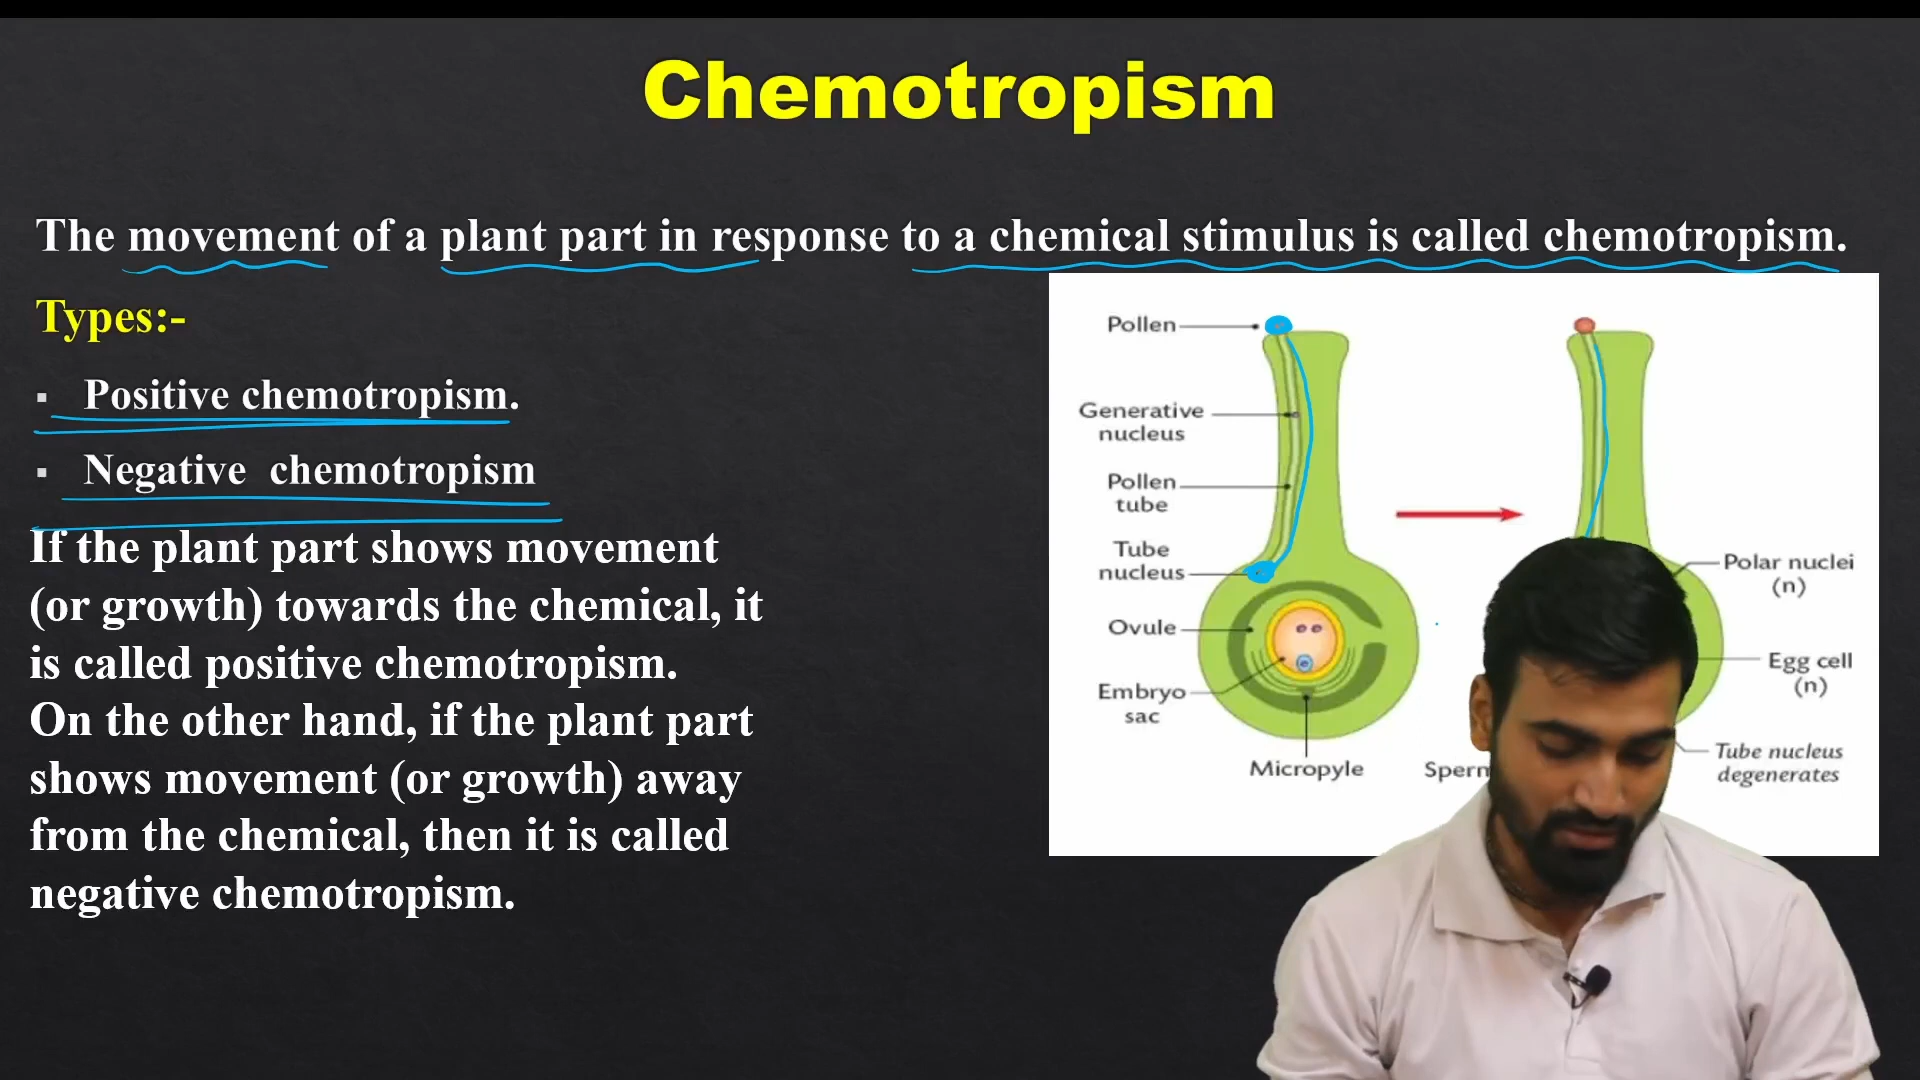 Chemotropism
The movement of a plant part in response to a chemical stimulus is called chemotropism.
Types:-
▪ Positive chemotropism.
▪ Negative chemotropism
If the plant part shows movement
(or growth) towards the chemical, it
is called positive chemotropism.
On the other hand, if the plant part
shows movement (or growth) away
from the chemical, then it is called
negative chemotropism.
Pollen
Generative
nucleus
Pollen
tube
Tube
nucleus
Ovule
Embryo
sac
Micropyle
Sperm
Polar nuclei
(n)
Egg cell
(n)
Tube nucleus
degenerates